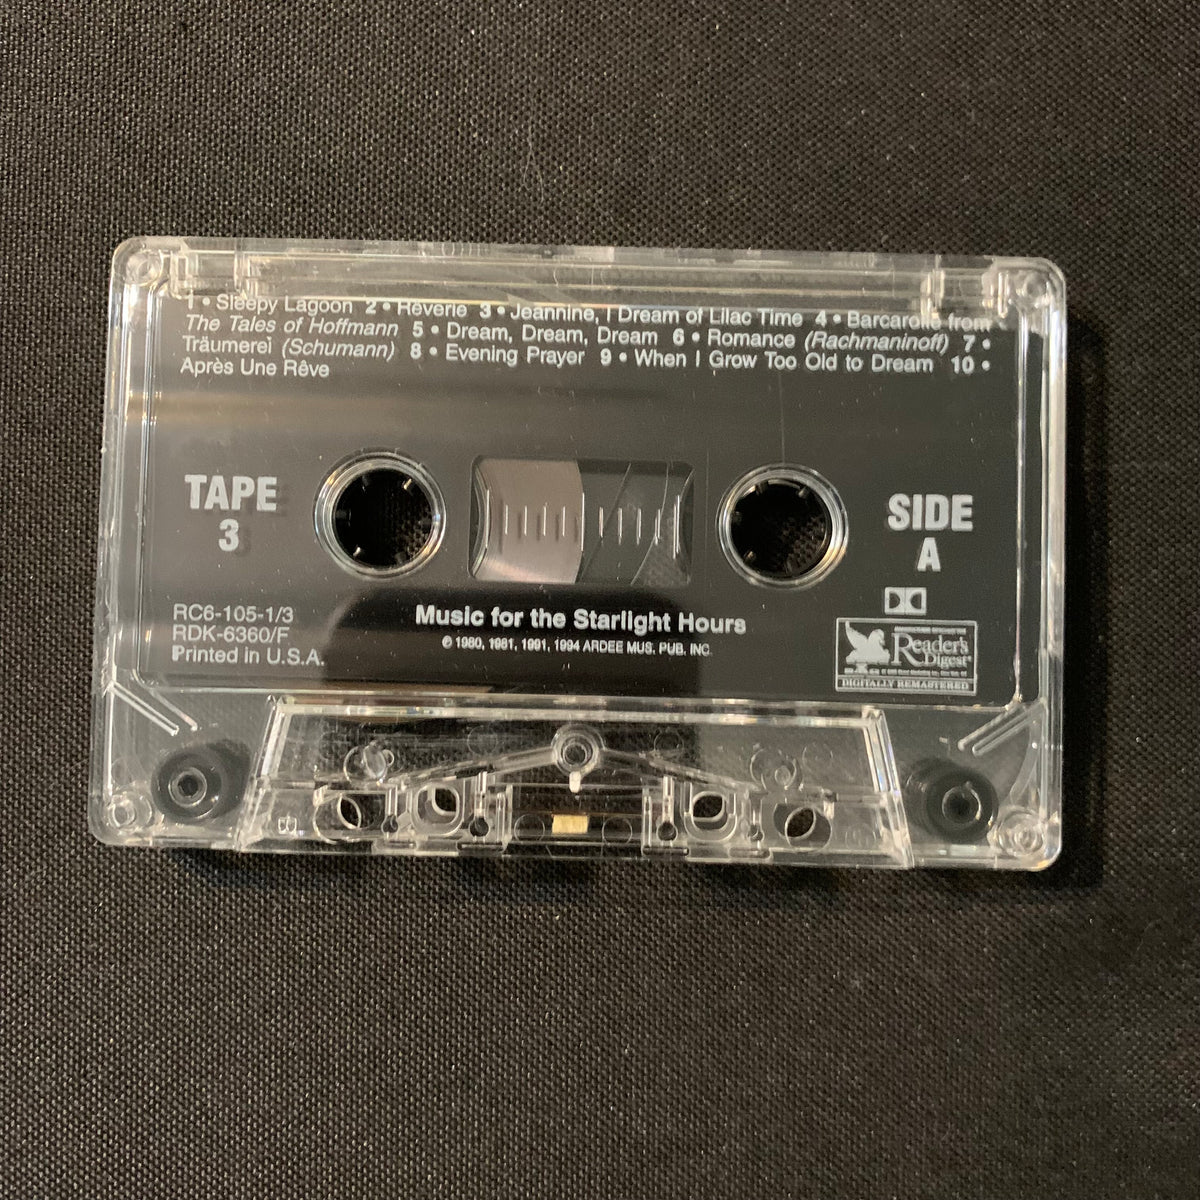 1 • Sleepy Lagoon 2 • Rêverie 3 • Jeannine, I Dream of Lilac Time 4 • Barcarolle from
The Tales of Hoffmann 5 • Dream, Dream, Dream 6 • Romance (Rachmaninoff) 7 •
Träumerei (Schumann) 8 • Evening Prayer 9 • When I Grow Too Old to Dream 10 •
Après Une Rêve
TAPE
3
SIDE
A
RC6-105-1/3
RDK-6360/F
Printed in U.S.A.
Music for the Starlight Hours
℗ 1980, 1981, 1991, 1994 ARDEE MUS. PUB. INC.
Reader's
Digest
DIGITALLY REMASTERED